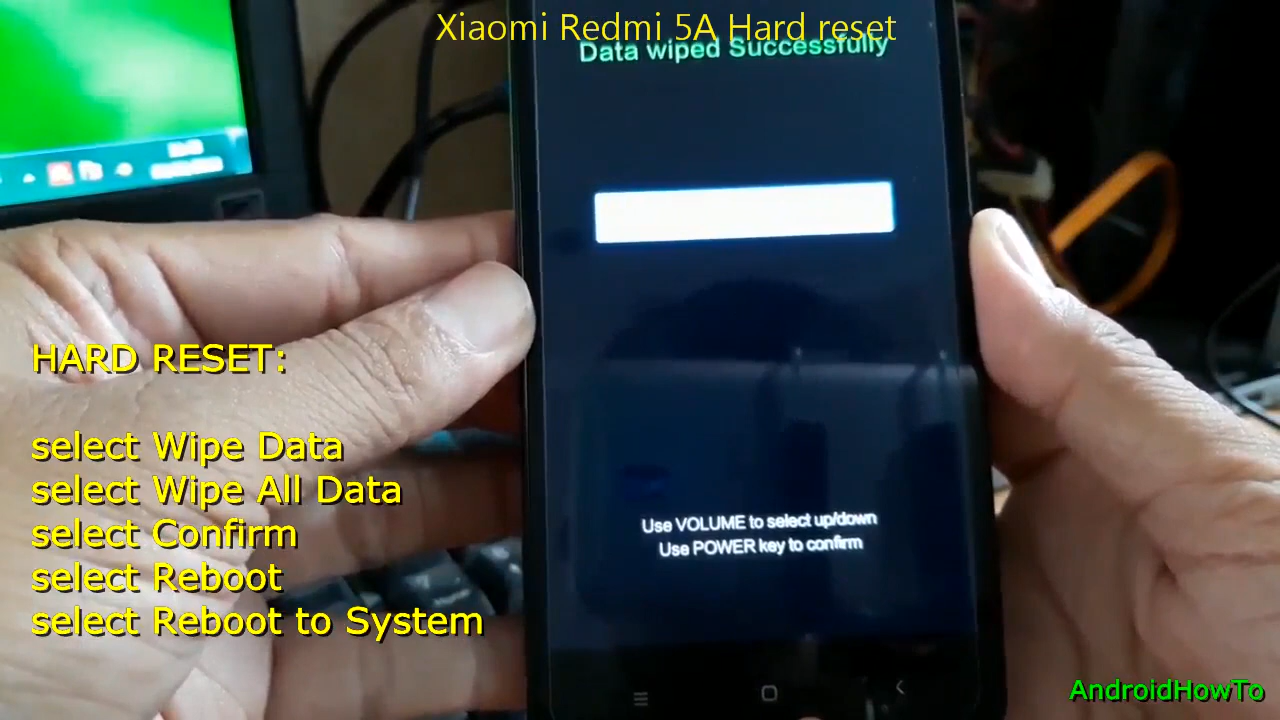 Xiaomi Redmi 5A Hard reset
Data wiped Successfully
HARD RESET:
select Wipe Data
select Wipe All Data
select Confirm
select Reboot
select Reboot to System
Use VOLUME to select up/down
Use POWER key to confirm
AndroidHowTo